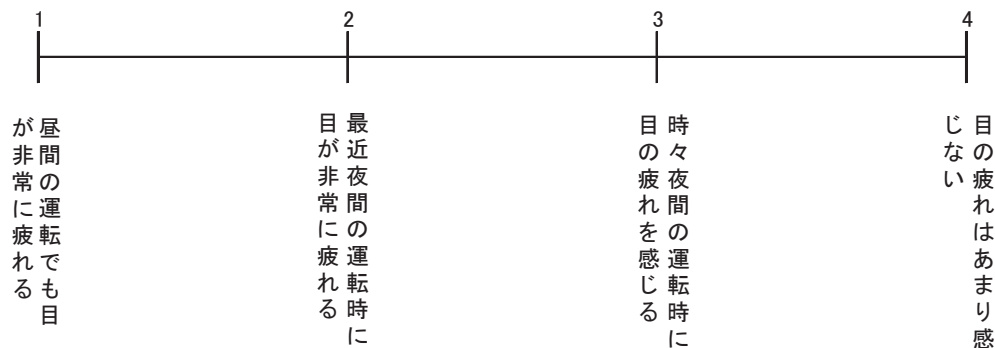 1
2
3
4
昼間の運転でも目
が非常に疲れる
最近夜間の運転時に
目が非常に疲れる
時々夜間の運転時に
目の疲れを感じる
目の疲れはあまり感
じない